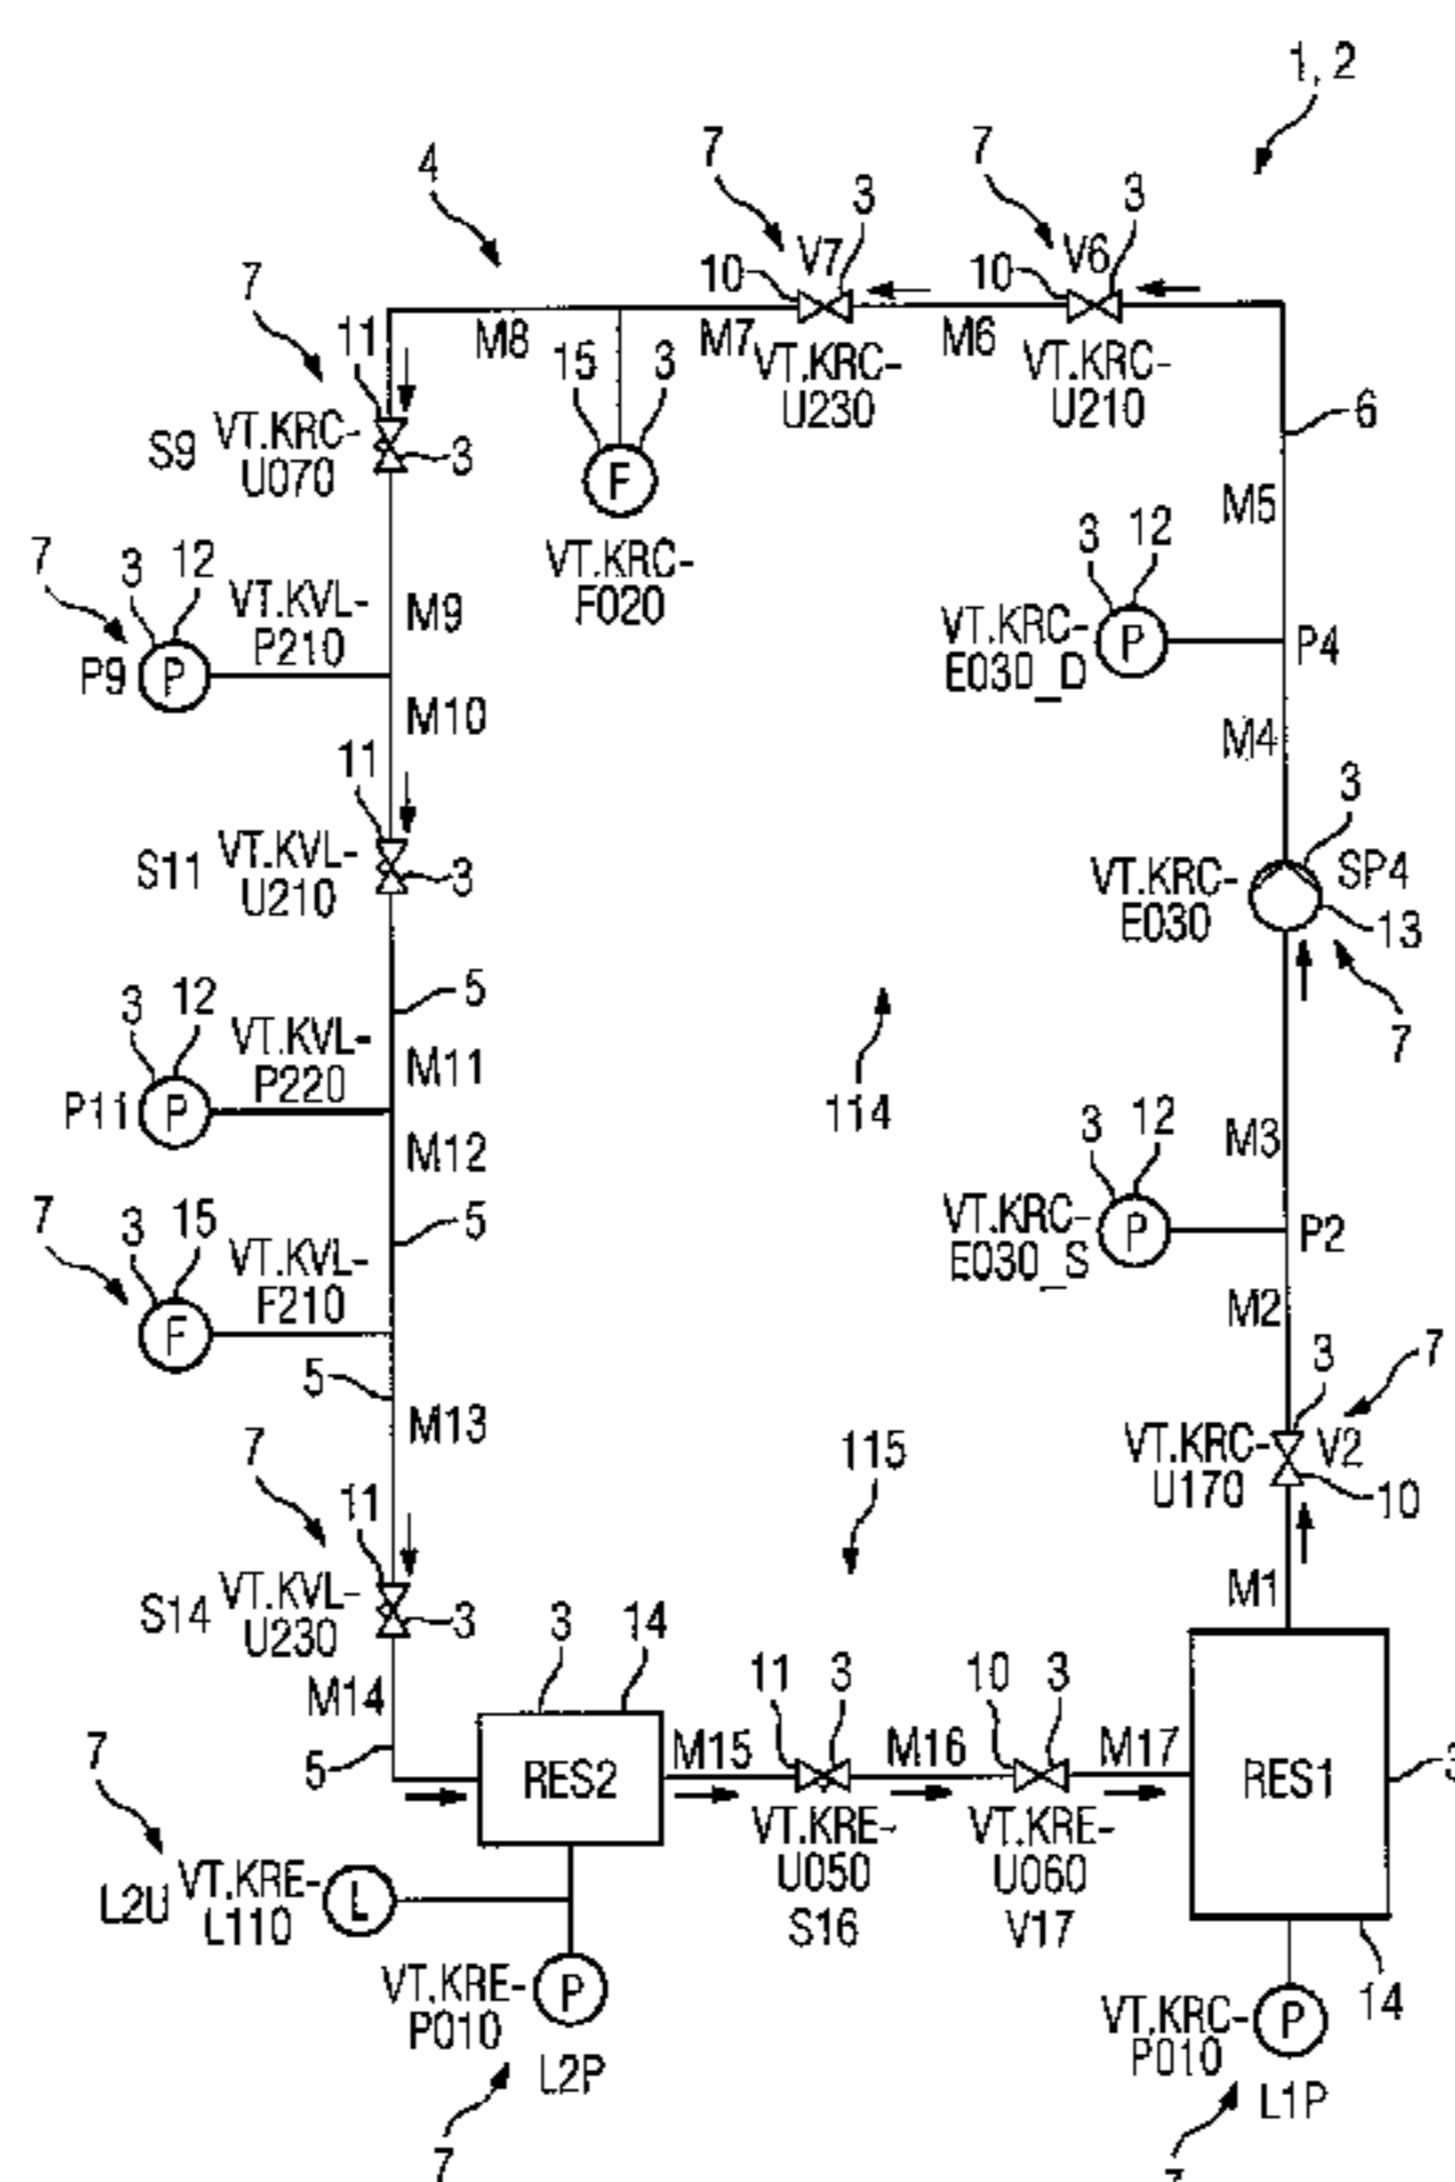 1, 2
4
7
3
7
3
V7
V6
10
10
7
M8
M7
M6
11
15
3
VT.KRC-
U230
VT.KRC-
U210
6
S9
VT.KRC-
U070
3
F
M5
VT.KRC-
F020
7
3
12
VT.KVL-
P210
M9
P9
P
3
12
VT.KRC-
E030_D
P
P4
M10
M4
11
3
S11
VT.KVL-
U210
3
VT.KRC-
E030
SP4
13
7
5
3
12
VT.KVL-
P220
M11
P11
P
114
M12
3
12
M3
VT.KRC-
E030_S
P
P2
7
3
15
5
VT.KVL-
F210
F
M2
5
M13
3
7
VT.KRC-
U170
V2
10
7
115
11
S14
VT.KVL-
U230
3
M1
M14
3
14
11
3
10
3
5
RES2
M15
M16
M17
RES1
3
VT.KRE-
U050
S16
VT.KRE-
U060
V17
7
L2U
VT.KRE-
L110
L
VT.KRE-
P010
P
L2P
7
14
VT.KRC-
P010
P
L1P
7